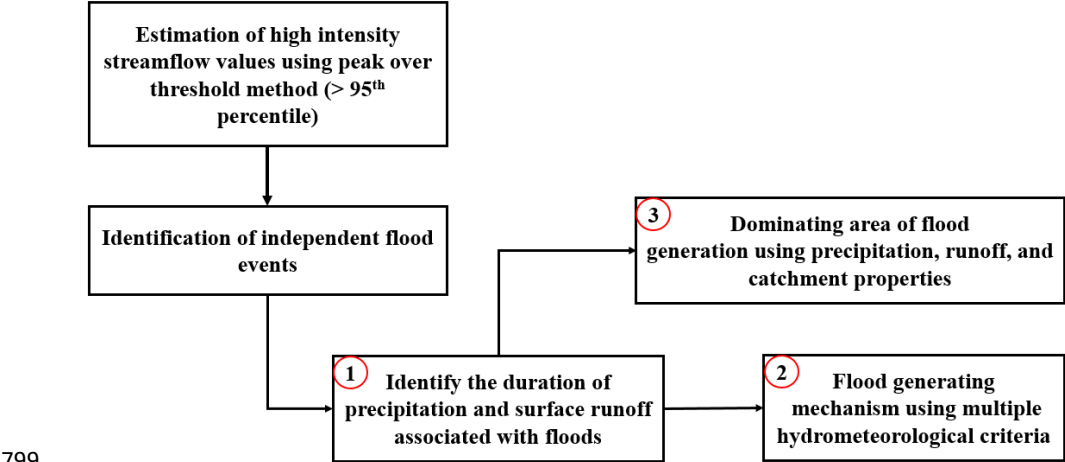 Estimation of high intensity
streamflow values using peak over
threshold method (> 95th
percentile)
Identification of independent flood
events
3
Dominating area of flood
generation using precipitation, runoff, and
catchment properties
1
Identify the duration of
precipitation and surface runoff
associated with floods
2
Flood generating
mechanism using multiple
hydrometeorological criteria
799